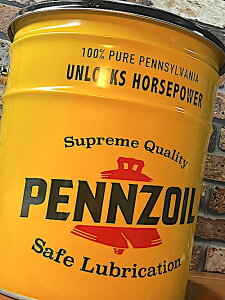 100% PURE PENNSYLVANIA
UNLOCKS HORSEPOWER
Supreme Quality
PENNZOIL
Safe Lubrication